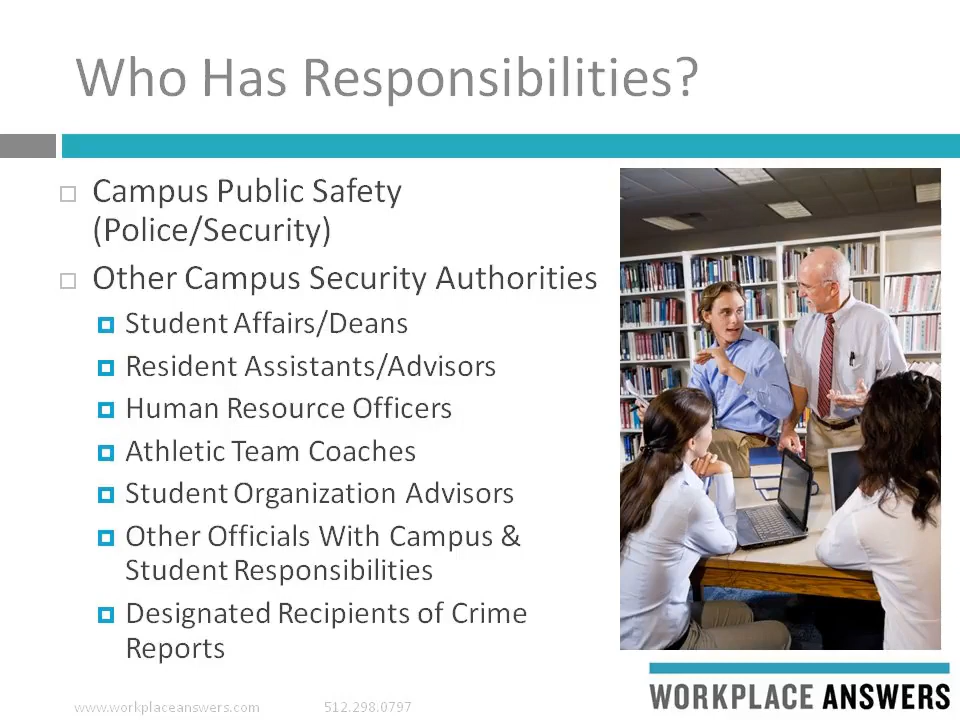 Who Has Responsibilities?
Campus Public Safety
(Police/Security)
Other Campus Security Authorities
Student Affairs/Deans
Resident Assistants/Advisors
Human Resource Officers
Athletic Team Coaches
Student Organization Advisors
Other Officials With Campus &
Student Responsibilities
Designated Recipients of Crime
Reports
www.workplaceanswers.com 512.298.0797
WORKPLACE ANSWERS